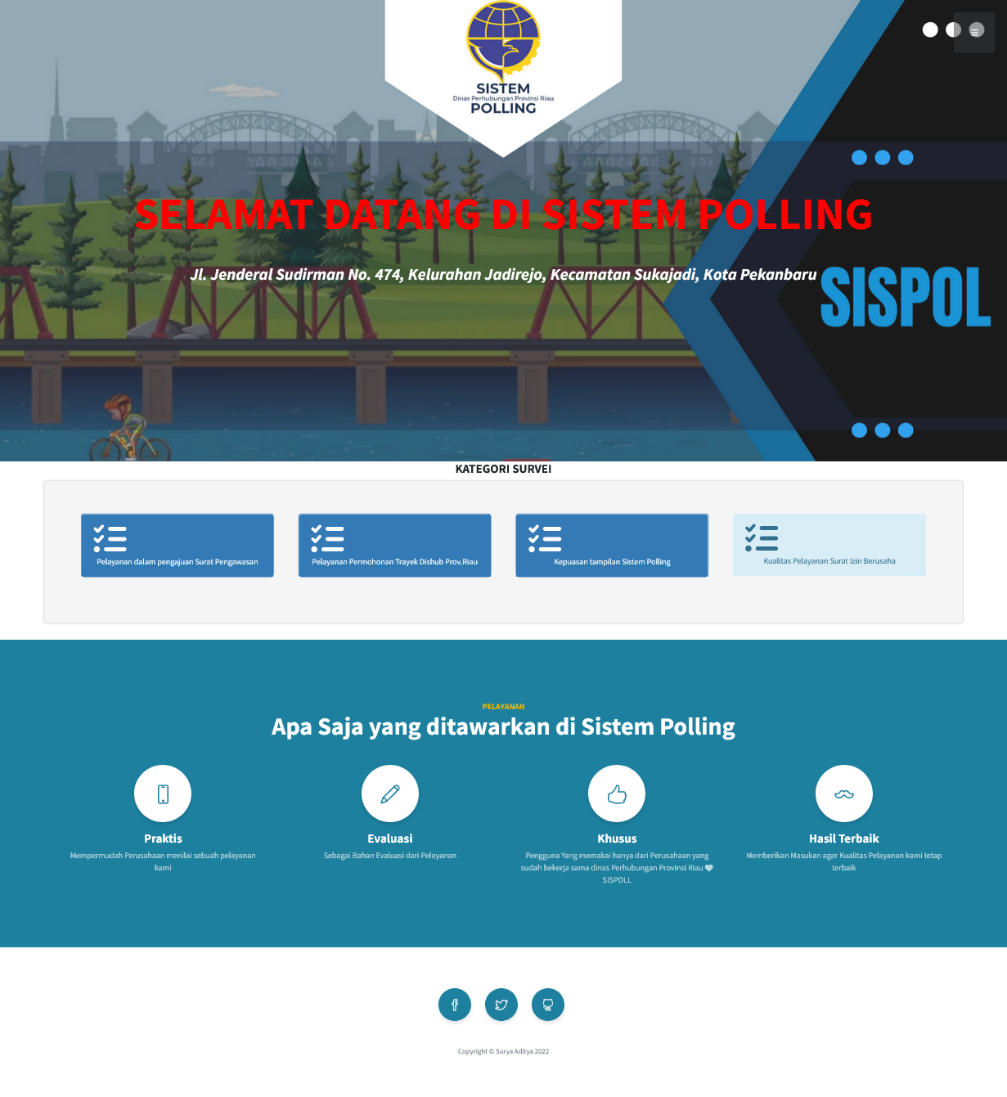 SISTEM
Dinas Perhubungan Provinsi Riau
POLLING
SELAMAT DATANG DI SISTEM POLLING
Jl. Jenderal Sudirman No. 474, Kelurahan Jadirejo, Kecamatan Sukajadi, Kota Pekanbaru
SISPOL
KATEGORI SURVEI
Pelayanan dalam pengajuan Surat Pengawasan
Pelayanan Permohonan Trayek Dishub Prov.Riau
Kepuasan tampilan Sistem Polling
Kualitas Pelayanan Surat Izin Berusaha
PELAYANAN
Apa Saja yang ditawarkan di Sistem Polling
Praktis
Mempermudah Perusahaan menilai sebuah pelayanan
kami
Evaluasi
Sebagai Bahan Evaluasi dari Pelayanan
Khusus
Pengguna Yang memakai hanya dari Perusahaan yang
sudah bekerja sama dinas Perhubungan Provinsi Riau
SISPOLL
Hasil Terbaik
Memberikan Masukan agar Kualitas Pelayanan kami tetap
terbaik
Copyright © Surya Aditya 2022